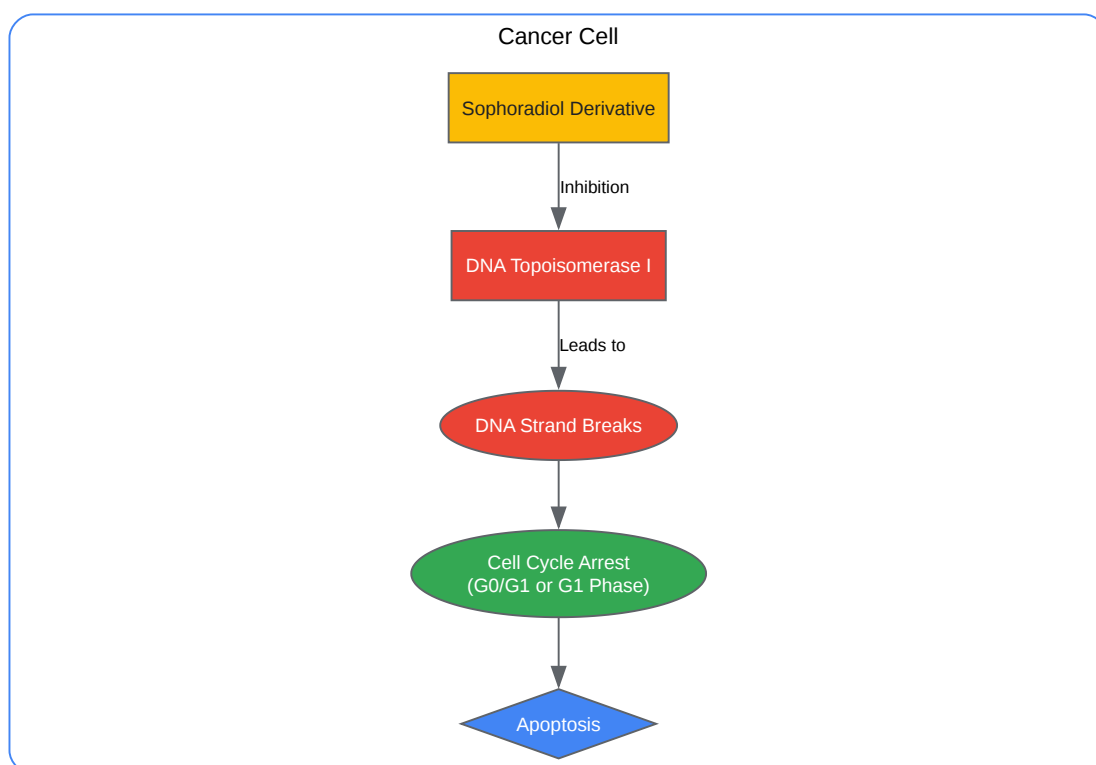 Cancer Cell
Sophoradiol Derivative
Inhibition
DNA Topoisomerase I
Leads to
DNA Strand Breaks
Cell Cycle Arrest
(G0/G1 or G1 Phase)
Apoptosis